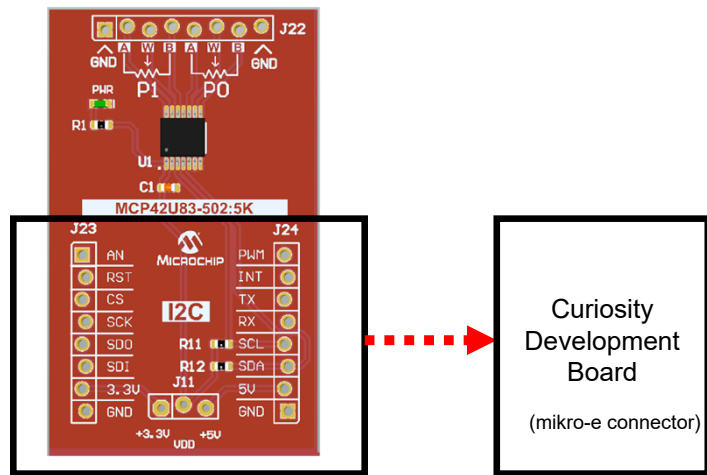 J22
A W B A W B
GND GND
P1 P0
PWR
R1
U1
C1
MCP42U83-502:5K
J23 J24
MICROCHIP
AN PWM
RST INT
CS TX
I2C
SCK RX
SDO R11 SCL
SDI R12 SDA
J11
3.3V 5V
GND GND
+3.3V +5V
VDD
Curiosity
Development
Board
(mikro-e connector)